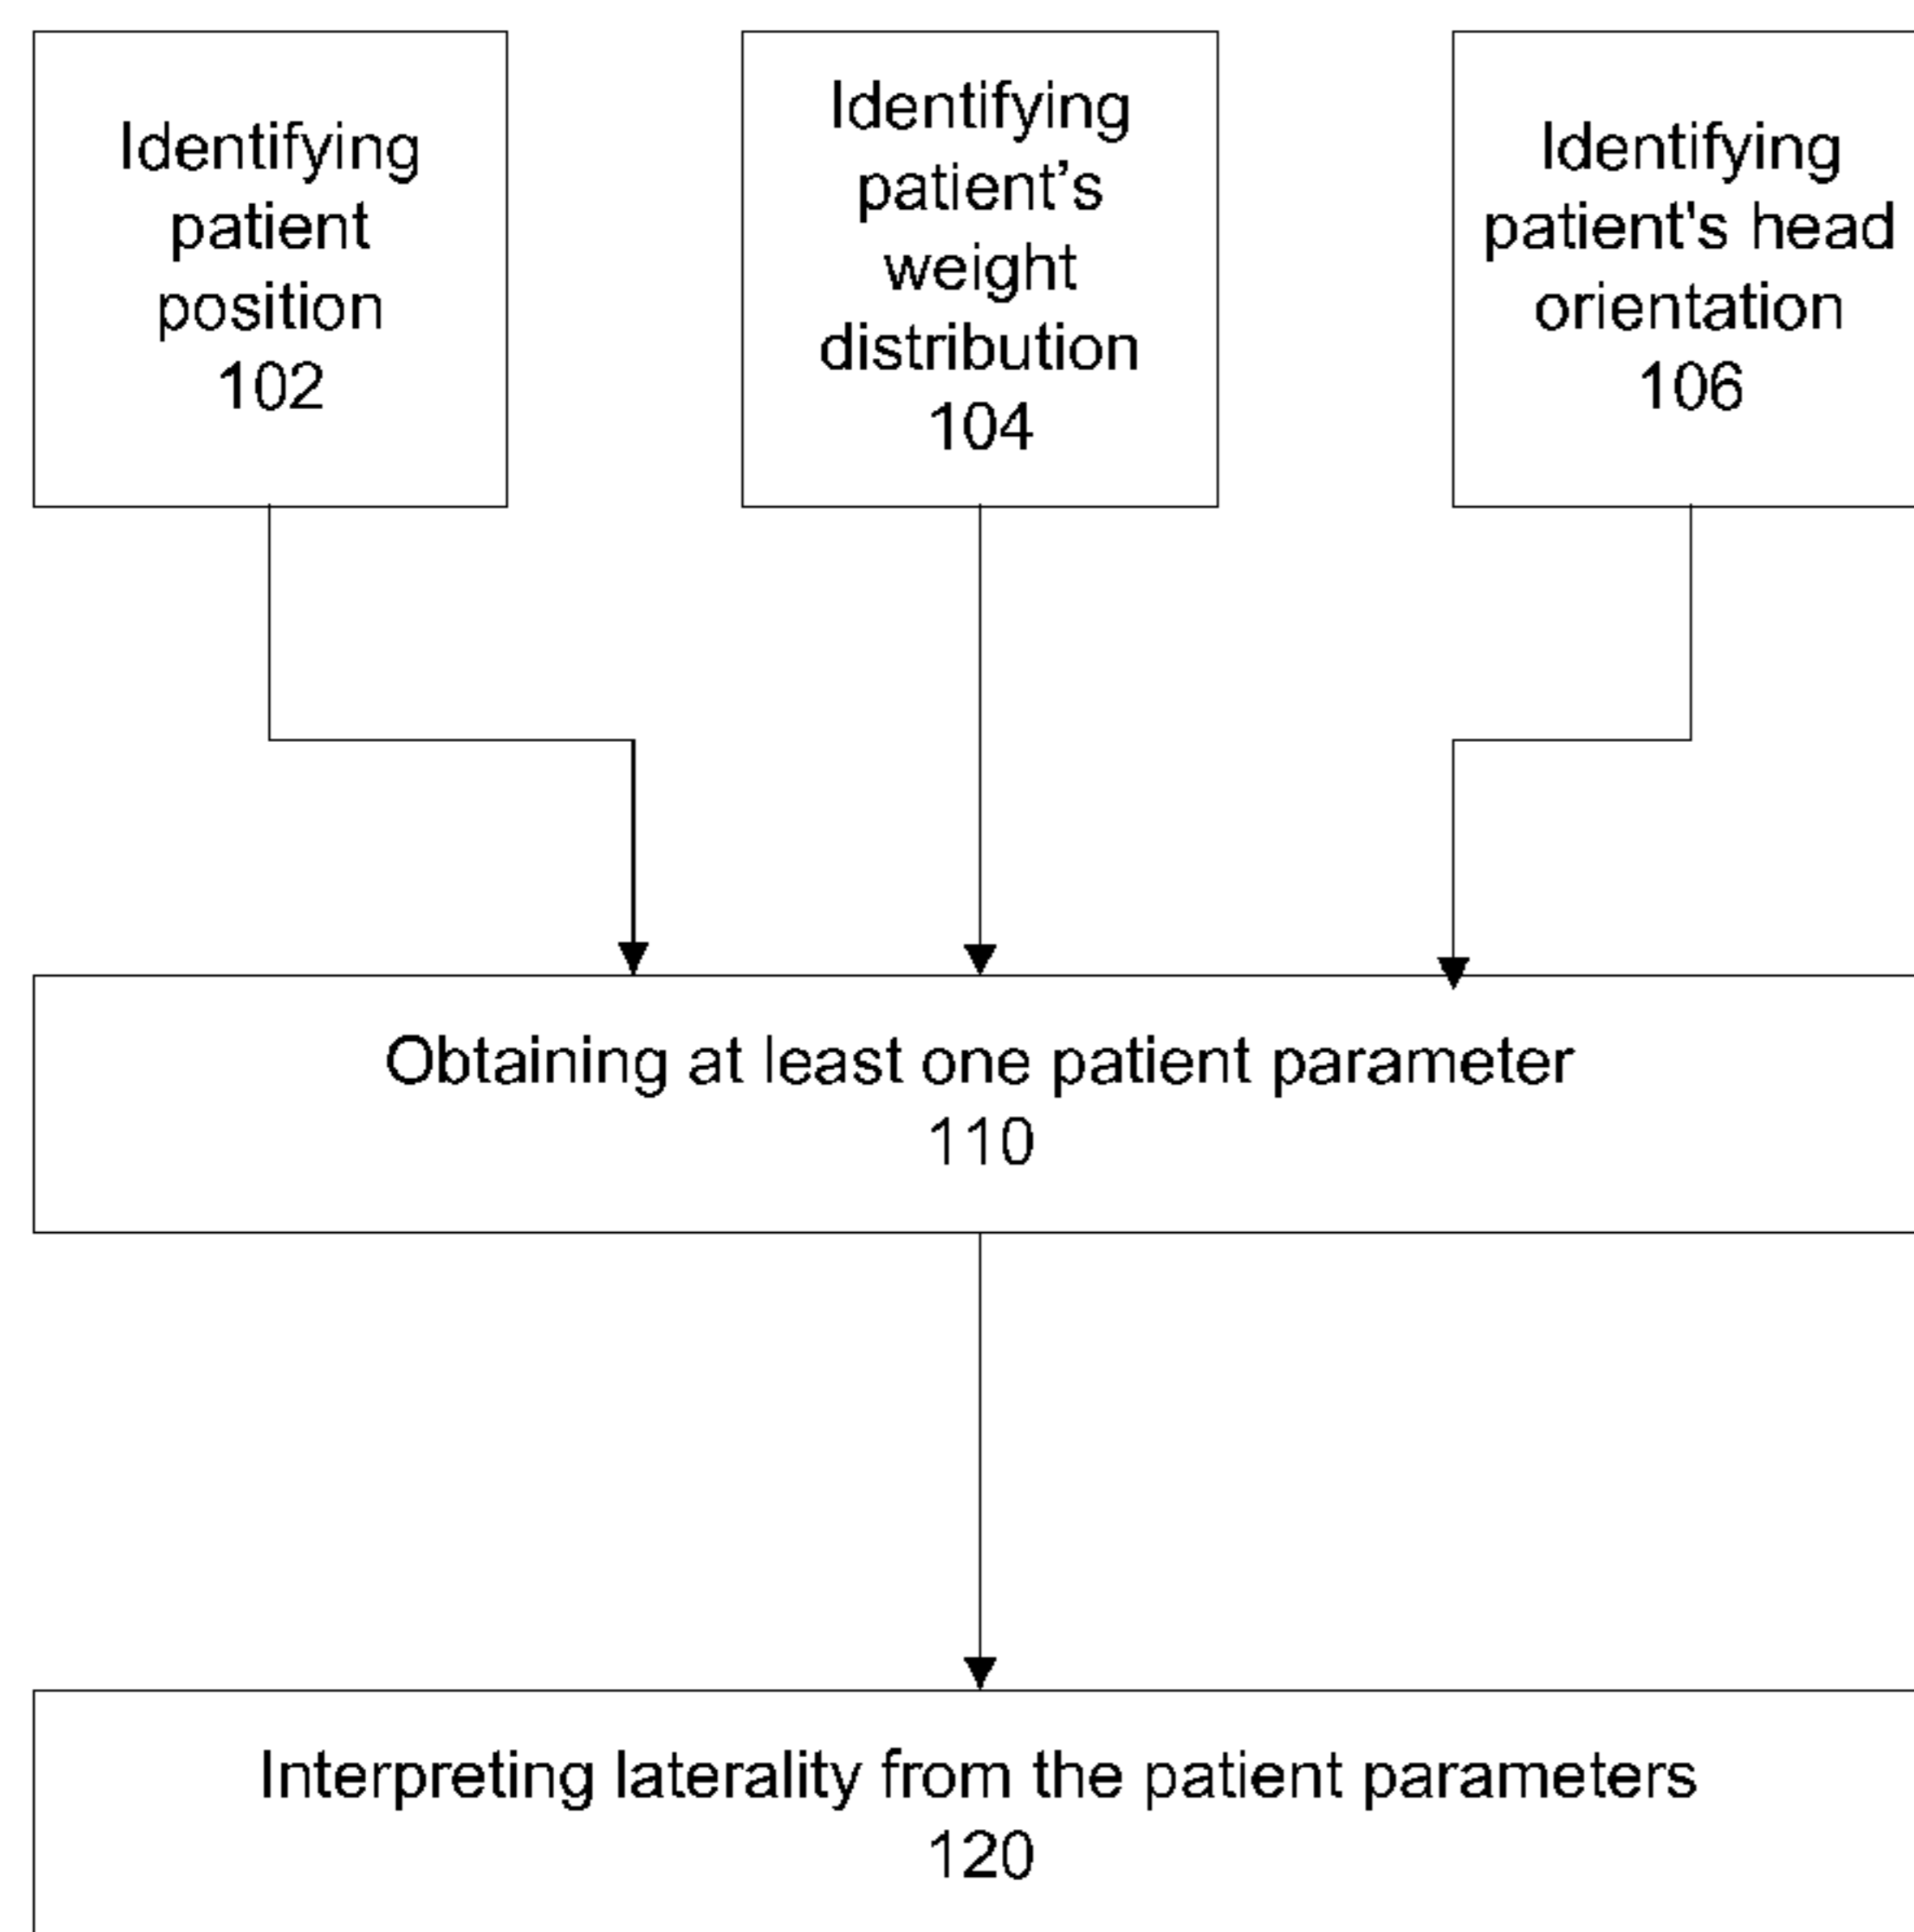 Identifying
patient
position
102
Identifying
patient’s
weight
distribution
104
Identifying
patient's head
orientation
106
Obtaining at least one patient parameter
110
Interpreting laterality from the patient parameters
120